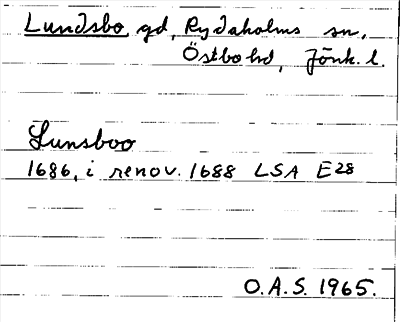 Lundsbo gd, Rydaholms sn,
Östbo hd, Jönk. l.
Lunsboo
1686, i renov. 1688 LSA E28
O.A.S. 1965.